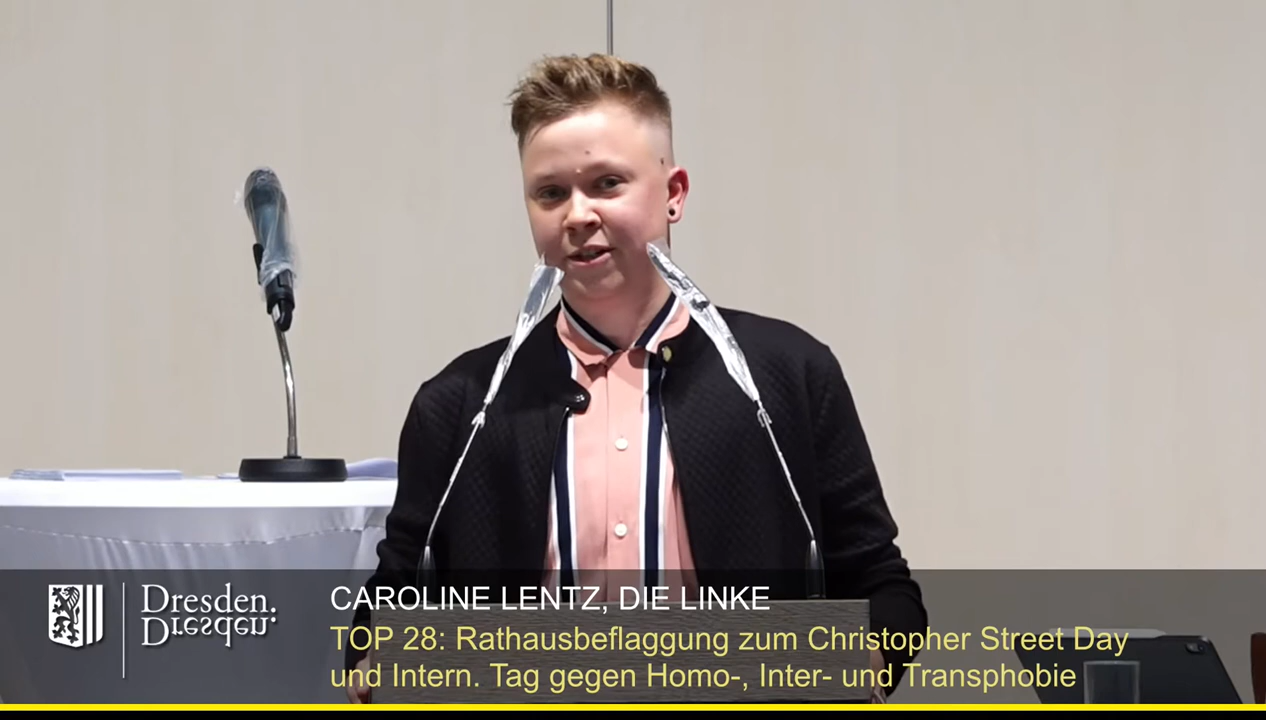 Dresden.
Dresden.
CAROLINE LENTZ, DIE LINKE
TOP 28: Rathausbeflaggung zum Christopher Street Day
und Intern. Tag gegen Homo-, Inter- und Transphobie